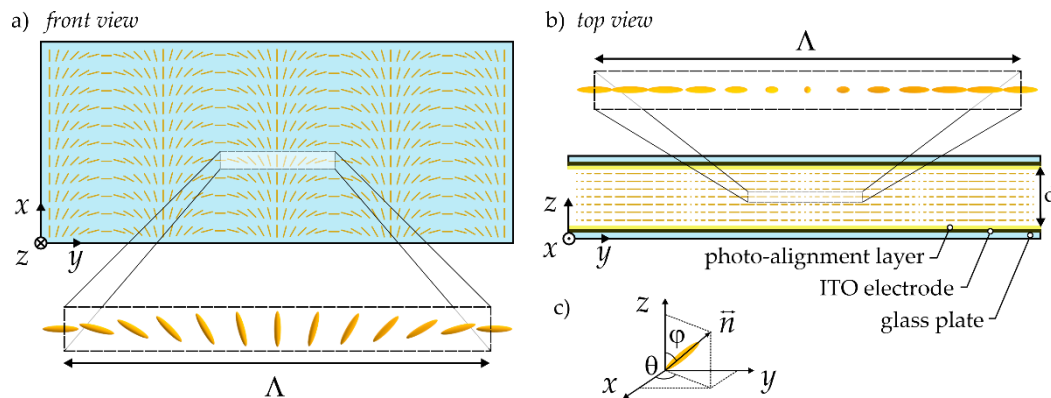 a) front view
x
z
y
Λ
b) top view
Λ
z
x
y
d
photo-alignment layer
ITO electrode
glass plate
c)
z
n⃗
φ
θ
x
y